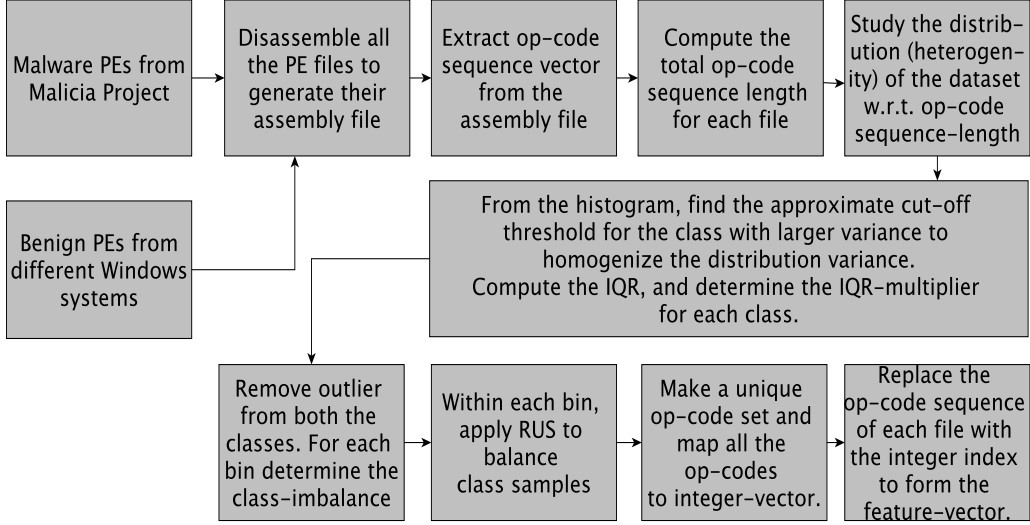 Malware PEs from
Malicia Project
Disassemble all
the PE files to
generate their
assembly file
Extract op-code
sequence vector
from the
assembly file
Compute the
total op-code
sequence length
for each file
Study the distrib-
ution (heterogen-
ity) of the dataset
w.r.t. op-code
sequence-length
Benign PEs from
different Windows
systems
From the histogram, find the approximate cut-off
threshold for the class with larger variance to
homogenize the distribution variance.
Compute the IQR, and determine the IQR-multiplier
for each class.
Remove outlier
from both the
classes. For each
bin determine the
class-imbalance
Within each bin,
apply RUS to
balance
class samples
Make a unique
op-code set and
map all the
op-codes
to integer-vector.
Replace the
op-code sequence
of each file with
the integer index
to form the
feature-vector.